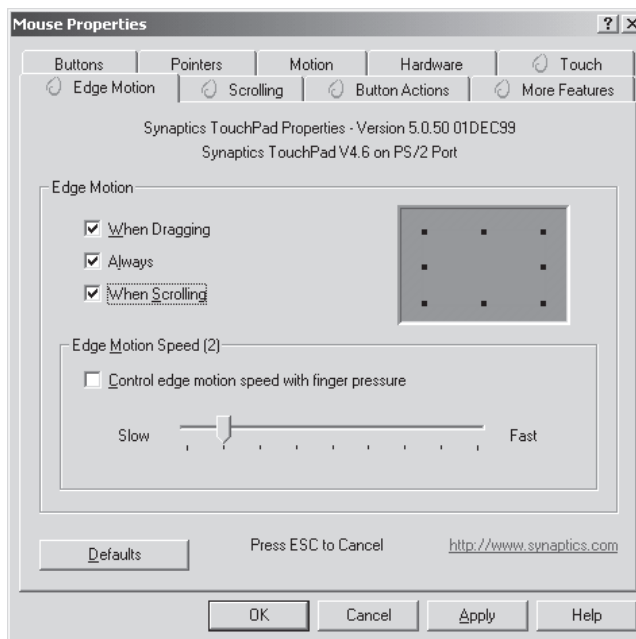 Mouse Properties
Buttons Pointers Motion Hardware Touch
Edge Motion Scrolling Button Actions More Features
Synaptics TouchPad Properties - Version 5.0.50 01DEC99
Synaptics TouchPad V4.6 on PS/2 Port
Edge Motion
When Dragging
Always
When Scrolling
Edge Motion Speed (2)
Control edge motion speed with finger pressure
Slow Fast
Defaults Press ESC to Cancel http://www.synaptics.com
OK Cancel Apply Help